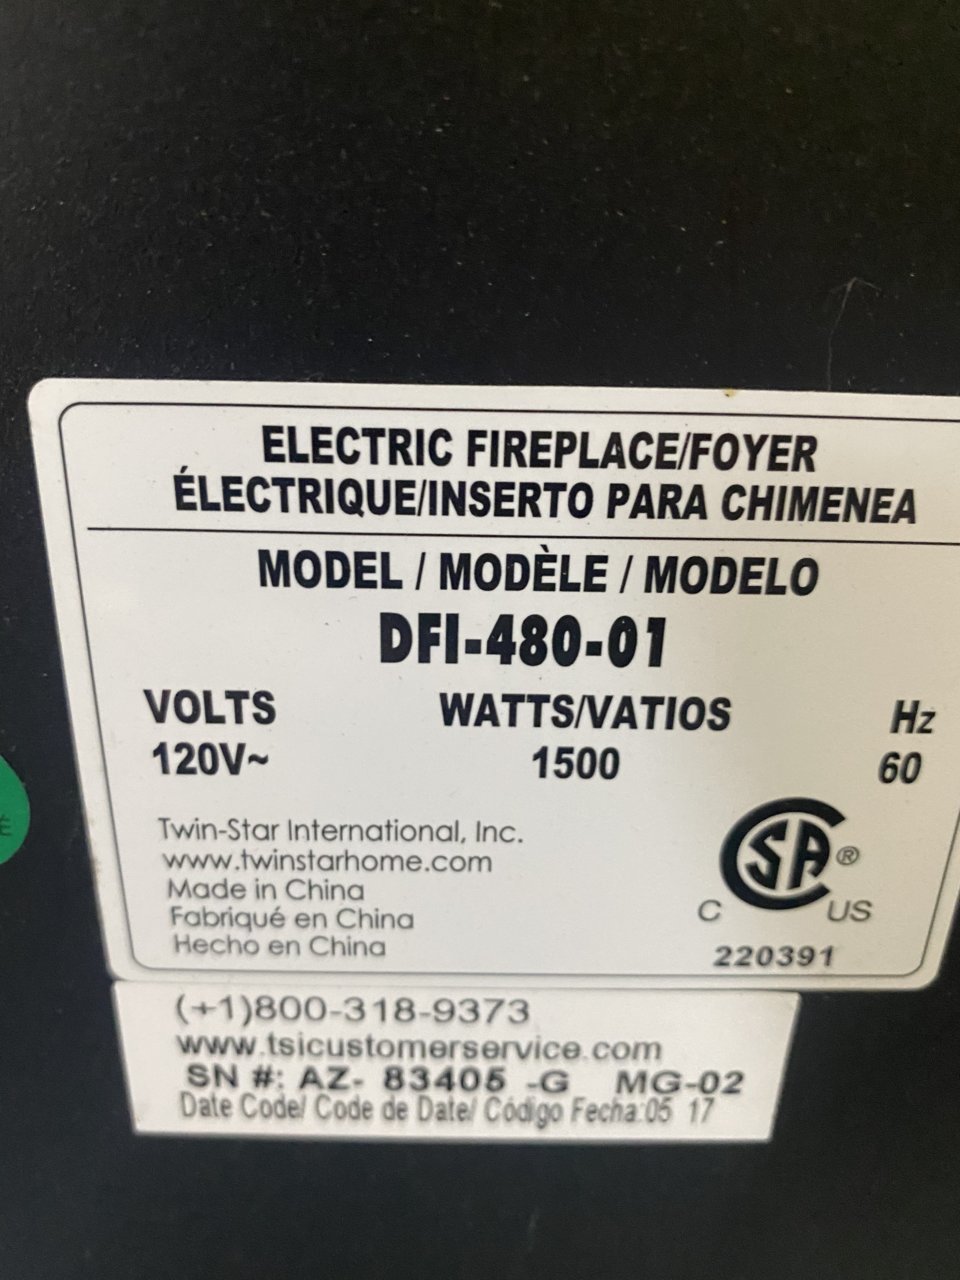 ELECTRIC FIREPLACE/FOYER
ÉLECTRIQUE/INSERTO PARA CHIMENEA
MODEL / MODÈLE / MODELO
DFI-480-01
VOLTS WATTS/VATIOS Hz
120V~ 1500 60
Twin-Star International, Inc.
www.twinstarhome.com
Made in China
Fabriqué en China
Hecho en China
SA ®
C US
220391
(+1)800-318-9373
www.tsicustomerservice.com
SN #: AZ- 83405 -G MG-02
Date Code/ Code de Date/ Código Fecha:05 17